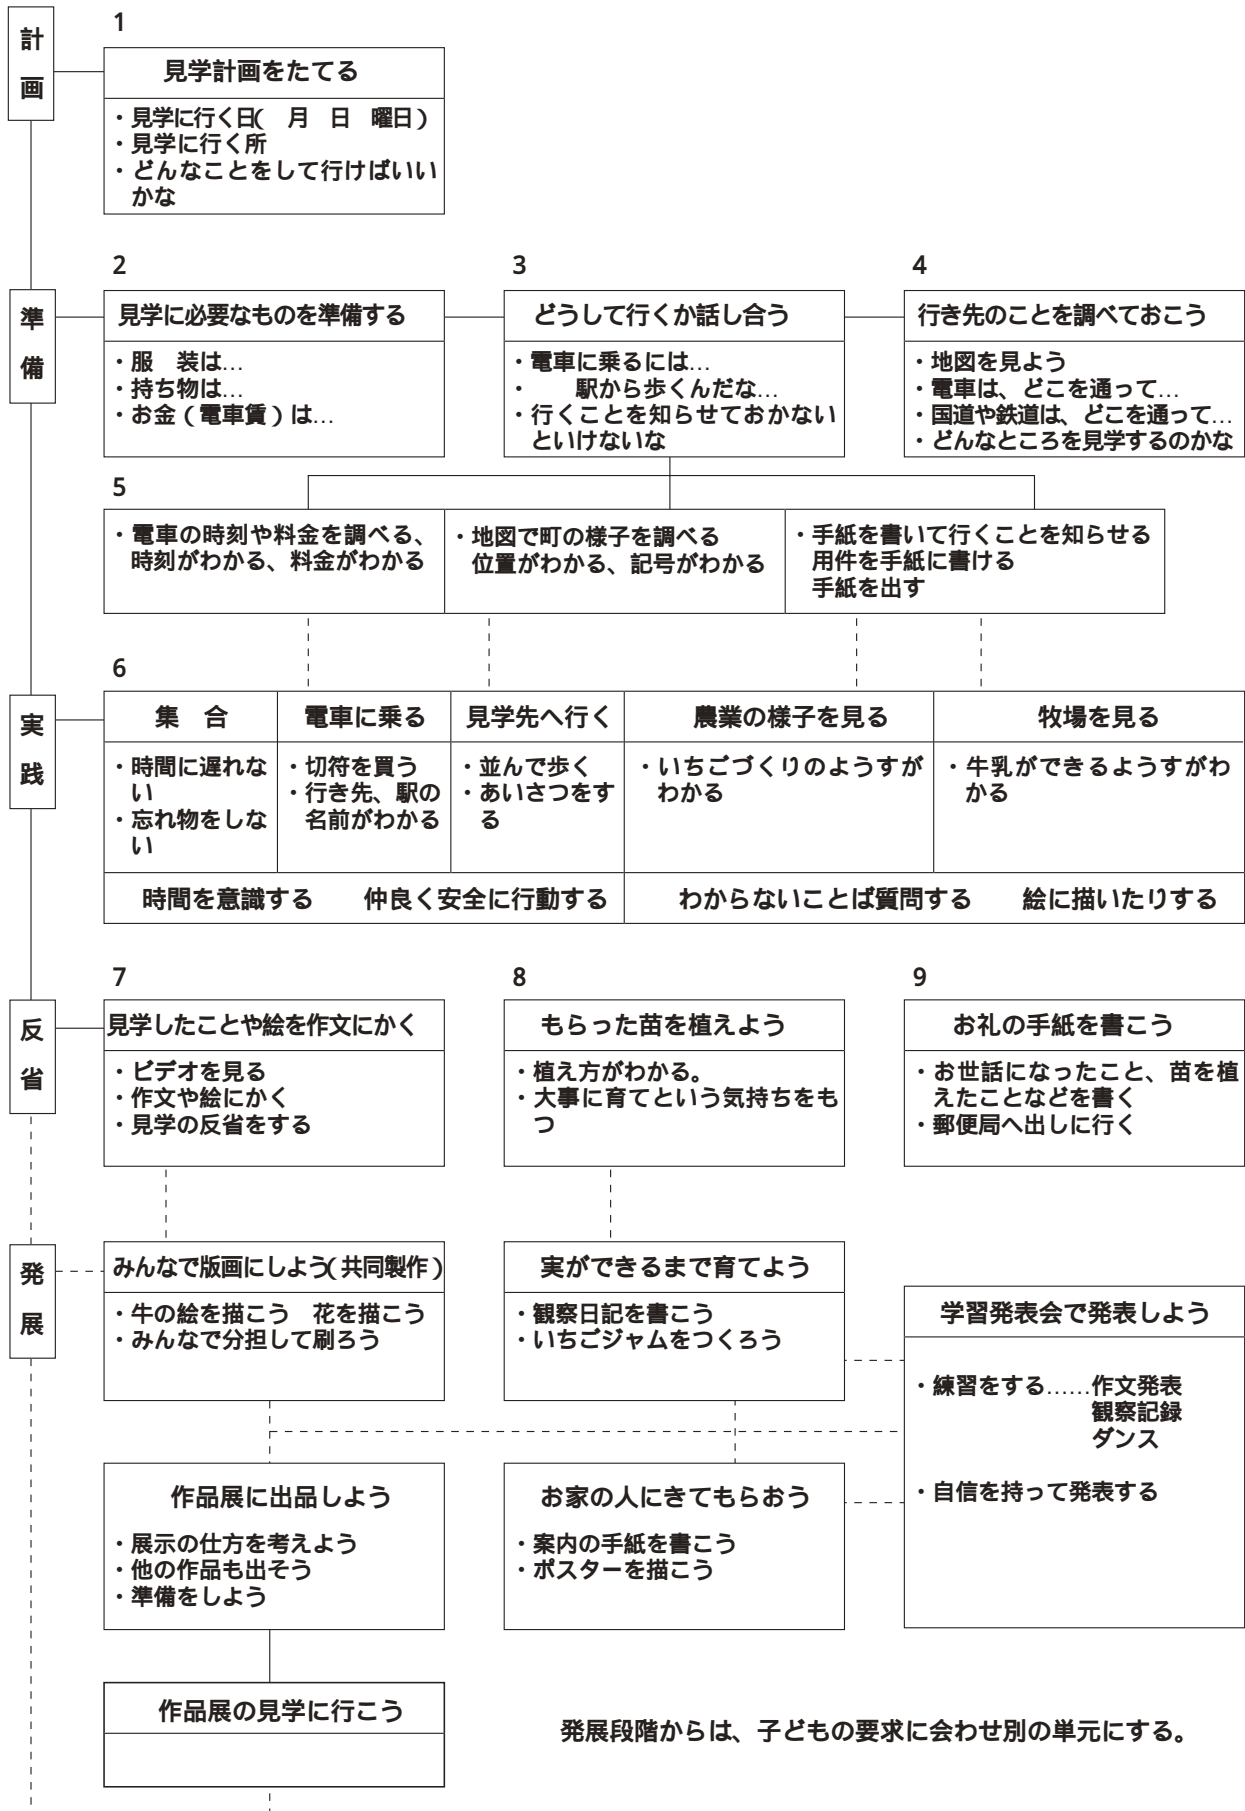 計画
1
見学計画をたてる
・見学に行く日(　月　日　曜日)
・見学に行く所
・どんなことをして行けばいい
かな
準備
2
見学に必要なものを準備する
・服　装は…
・持ち物は…
・お金(電車賃)は…
3
どうして行くか話し合う
・電車に乗るには…
・　　駅から歩くんだな…
・行くことを知らせておかない
といけないな
4
行き先のことを調べておこう
・地図を見よう
・電車は、どこを通って…
・国道や鉄道は、どこを通って…
・どんなところを見学するのかな
5
・電車の時刻や料金を調べる、
時刻がわかる、料金がわかる
・地図で町の様子を調べる
位置がわかる、記号がわかる
・手紙を書いて行くことを知らせる
用件を手紙に書ける
手紙を出す
実践
6
集　合
・時間に遅れな
い
・忘れ物をしな
い
電車に乗る
・切符を買う
・行き先、駅の
名前がわかる
見学先へ行く
・並んで歩く
・あいさつをす
る
農業の様子を見る
・いちごづくりのようすが
わかる
牧場を見る
・牛乳ができるようすがわ
かる
時間を意識する　仲良く安全に行動する
わからないことば質問する　絵に描いたりする
反省
7
見学したことや絵を作文にかく
・ビデオを見る
・作文や絵にかく
・見学の反省をする
8
もらった苗を植えよう
・植え方がわかる。
・大事に育てという気持ちをも
つ
9
お礼の手紙を書こう
・お世話になったこと、苗を植
えたことなどを書く
・郵便局へ出しに行く
発展
みんなで版画にしよう(共同製作)
・牛の絵を描こう　花を描こう
・みんなで分担して刷ろう
実ができるまで育てよう
・観察日記を書こう
・いちごジャムをつくろう
学習発表会で発表しよう
・練習をする……作文発表
観察記録
ダンス
・自信を持って発表する
作品展に出品しよう
・展示の仕方を考えよう
・他の作品も出そう
・準備をしよう
お家の人にきてもらおう
・案内の手紙を書こう
・ポスターを描こう
作品展の見学に行こう
発展段階からは、子どもの要求に会わせ別の単元にする。